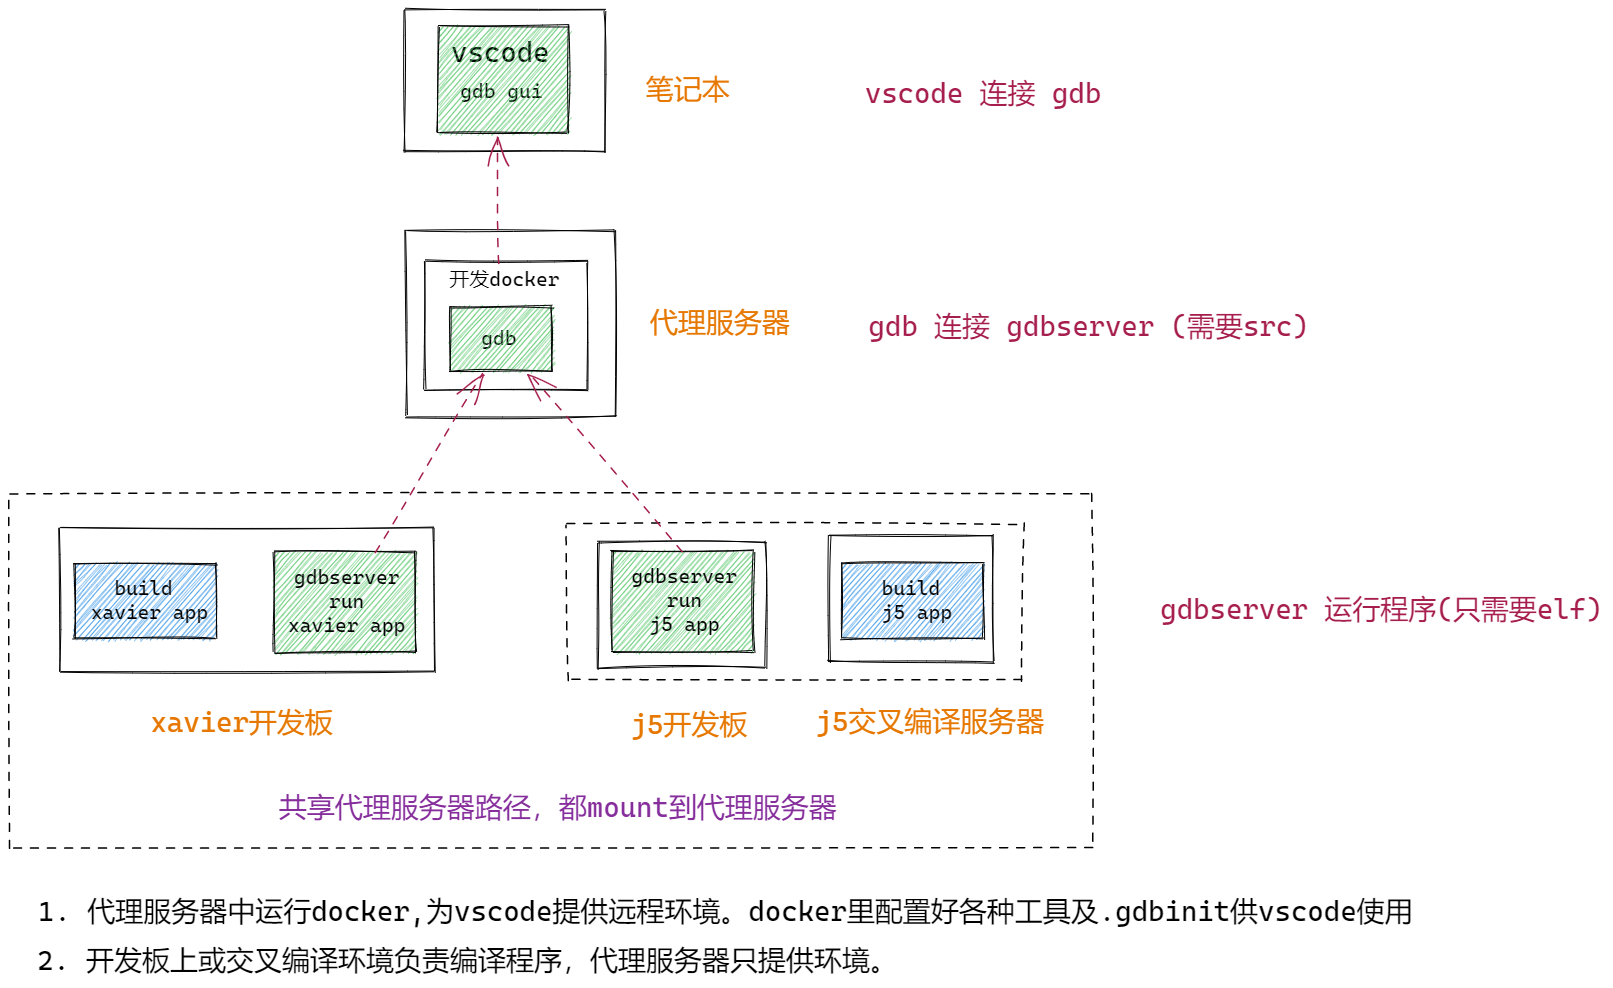 vscode
gdb gui
笔记本
vscode 连接 gdb
开发docker
gdb
代理服务器
gdb 连接 gdbserver (需要src)
build
xavier app
gdbserver
run
xavier app
gdbserver
run
j5 app
build
j5 app
gdbserver 运行程序(只需要elf)
xavier开发板
j5开发板
j5交叉编译服务器
共享代理服务器路径，都mount到代理服务器
1. 代理服务器中运行docker,为vscode提供远程环境。docker里配置好各种工具及.gdbinit供vscode使用
2. 开发板上或交叉编译环境负责编译程序，代理服务器只提供环境。